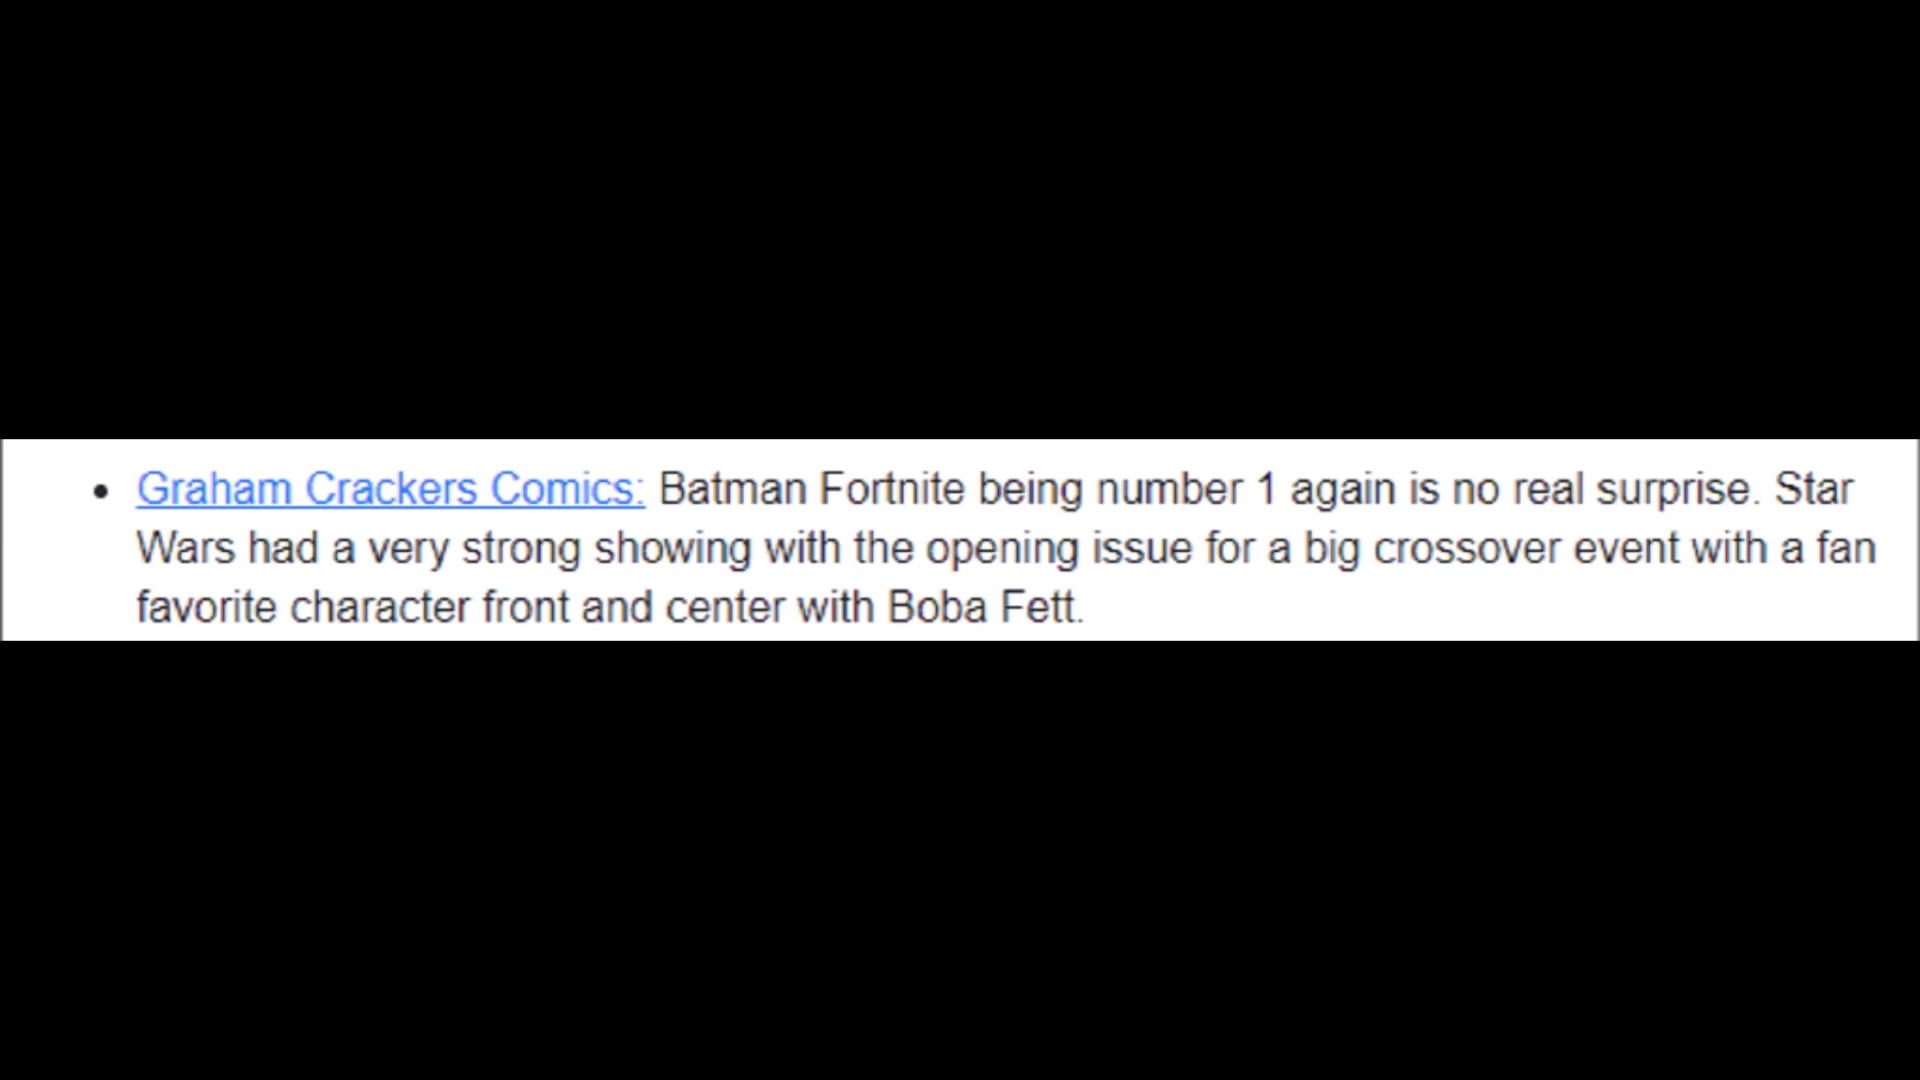 • Graham Crackers Comics: Batman Fortnite being number 1 again is no real surprise. Star
Wars had a very strong showing with the opening issue for a big crossover event with a fan
favorite character front and center with Boba Fett.